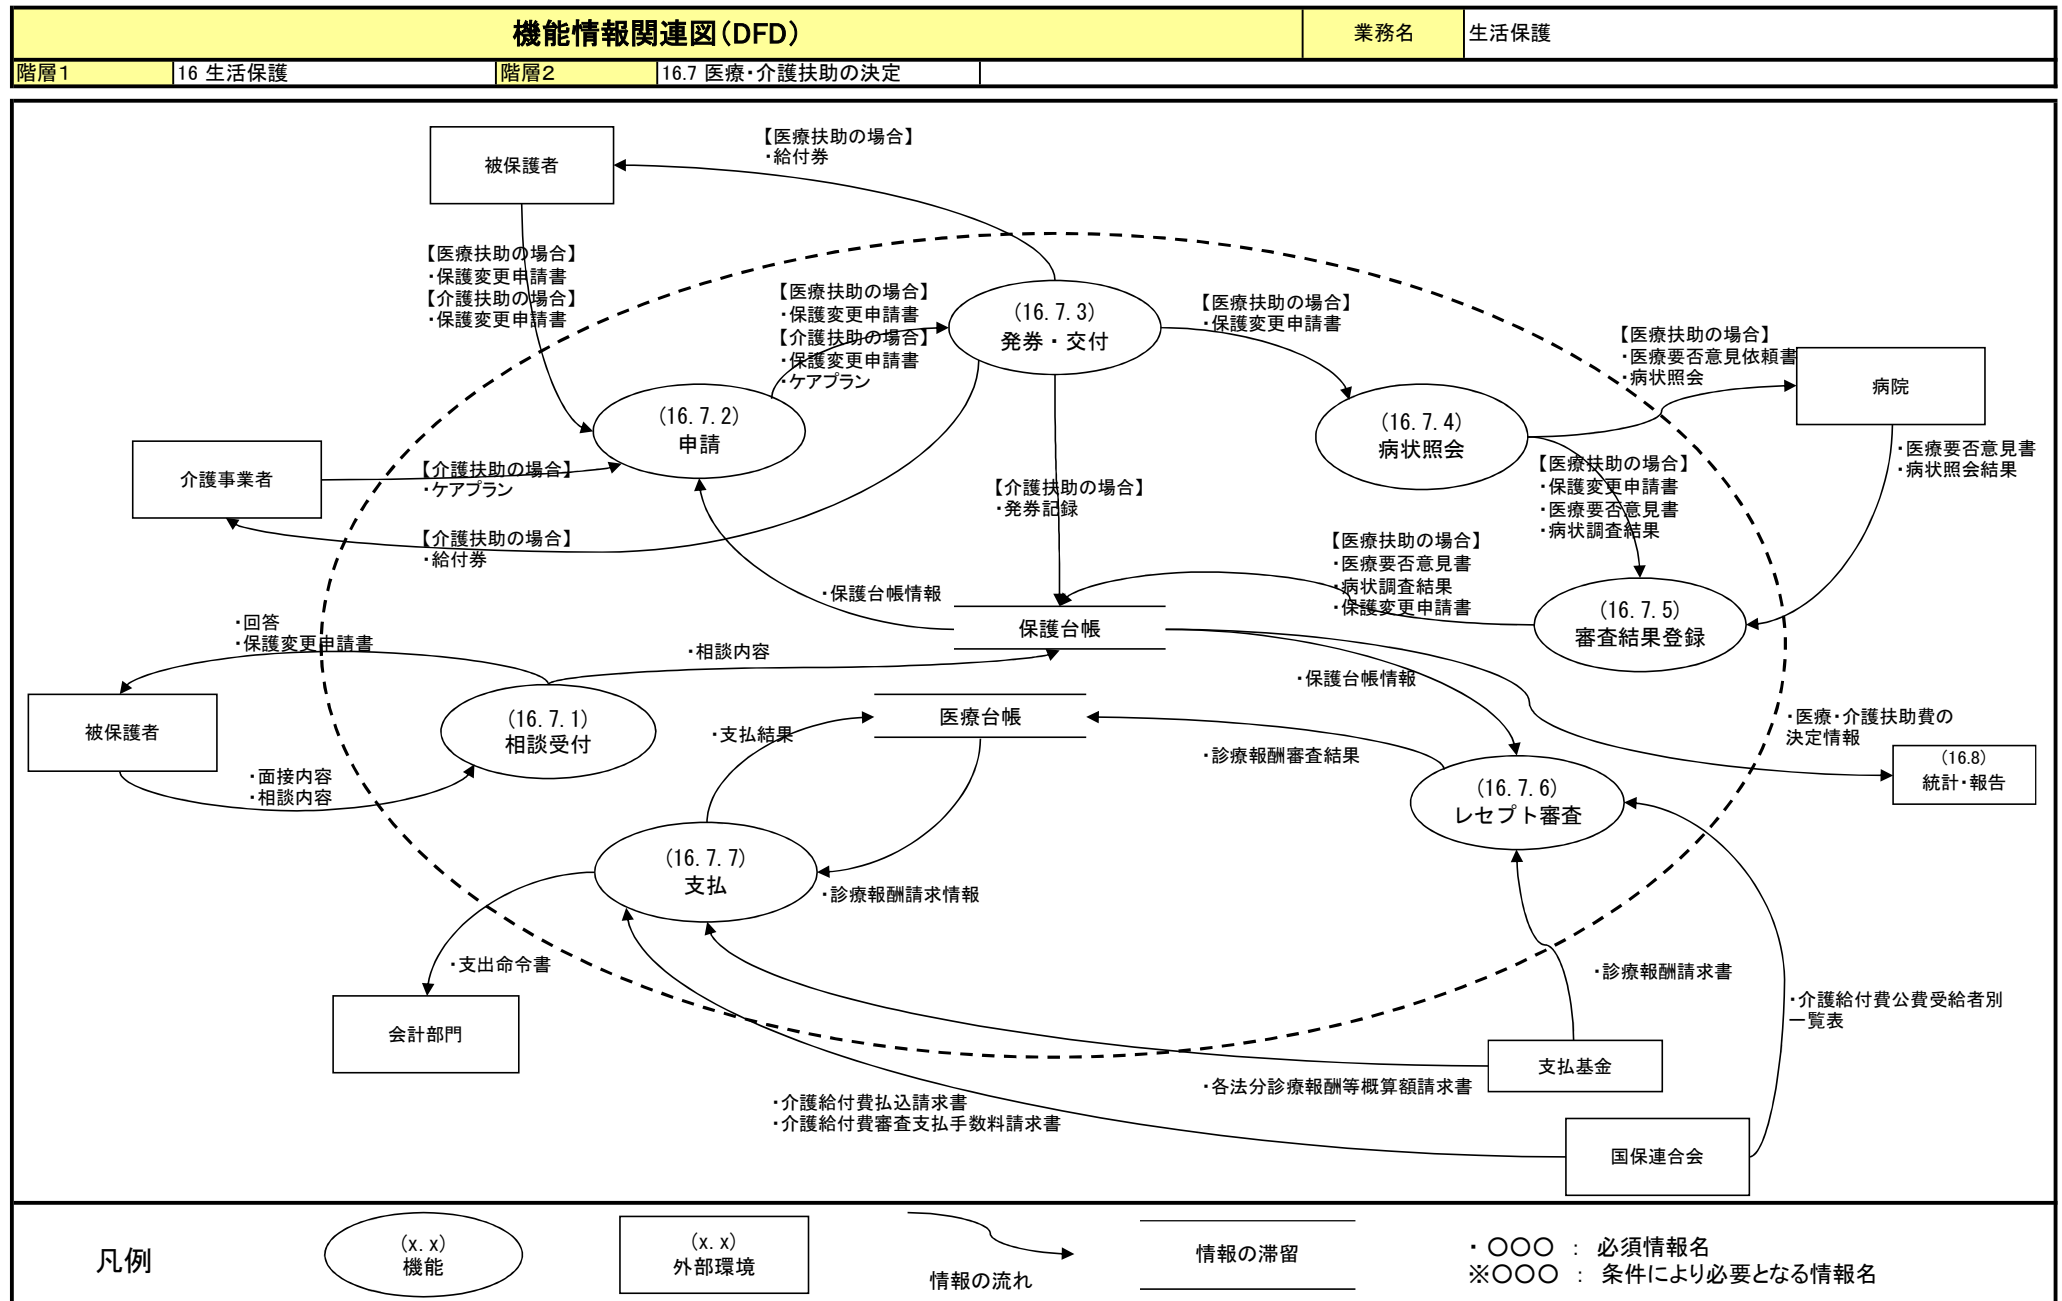 機能情報関連図(DFD)
業務名
生活保護
階層1
16 生活保護
階層2
16.7 医療・介護扶助の決定
被保護者
【医療扶助の場合】
・給付券
【医療扶助の場合】
・保護変更申請書
【介護扶助の場合】
・保護変更申請書
【医療扶助の場合】
・保護変更申請書
【介護扶助の場合】
・保護変更申請書
・ケアプラン
(16.7.3)
発券・交付
【医療扶助の場合】
・保護変更申請書
【医療扶助の場合】
・医療要否意見依頼書
・病状照会
病院
(16.7.2)
申請
(16.7.4)
病状照会
介護事業者
【介護扶助の場合】
・ケアプラン
【介護扶助の場合】
・発券記録
【医療扶助の場合】
・保護変更申請書
・医療要否意見書
・病状調査結果
・医療要否意見書
・病状照会結果
【介護扶助の場合】
・給付券
【医療扶助の場合】
・医療要否意見書
・病状調査結果
・保護変更申請書
・保護台帳情報
保護台帳
(16.7.5)
審査結果登録
・回答
・保護変更申請書
・相談内容
・保護台帳情報
被保護者
(16.7.1)
相談受付
・支払結果
医療台帳
・診療報酬審査結果
・医療・介護扶助費の
決定情報
(16.8)
統計・報告
・面接内容
・相談内容
(16.7.6)
レセプト審査
(16.7.7)
支払
・診療報酬請求情報
・支出命令書
・診療報酬請求書
・介護給付費公費受給者別
一覧表
会計部門
支払基金
・各法分診療報酬等概算額請求書
・介護給付費払込請求書
・介護給付費審査支払手数料請求書
国保連合会
凡例
(x.x)
機能
(x.x)
外部環境
情報の流れ
情報の滞留
・ 〇〇〇 : 必須情報名
※〇〇〇 : 条件により必要となる情報名